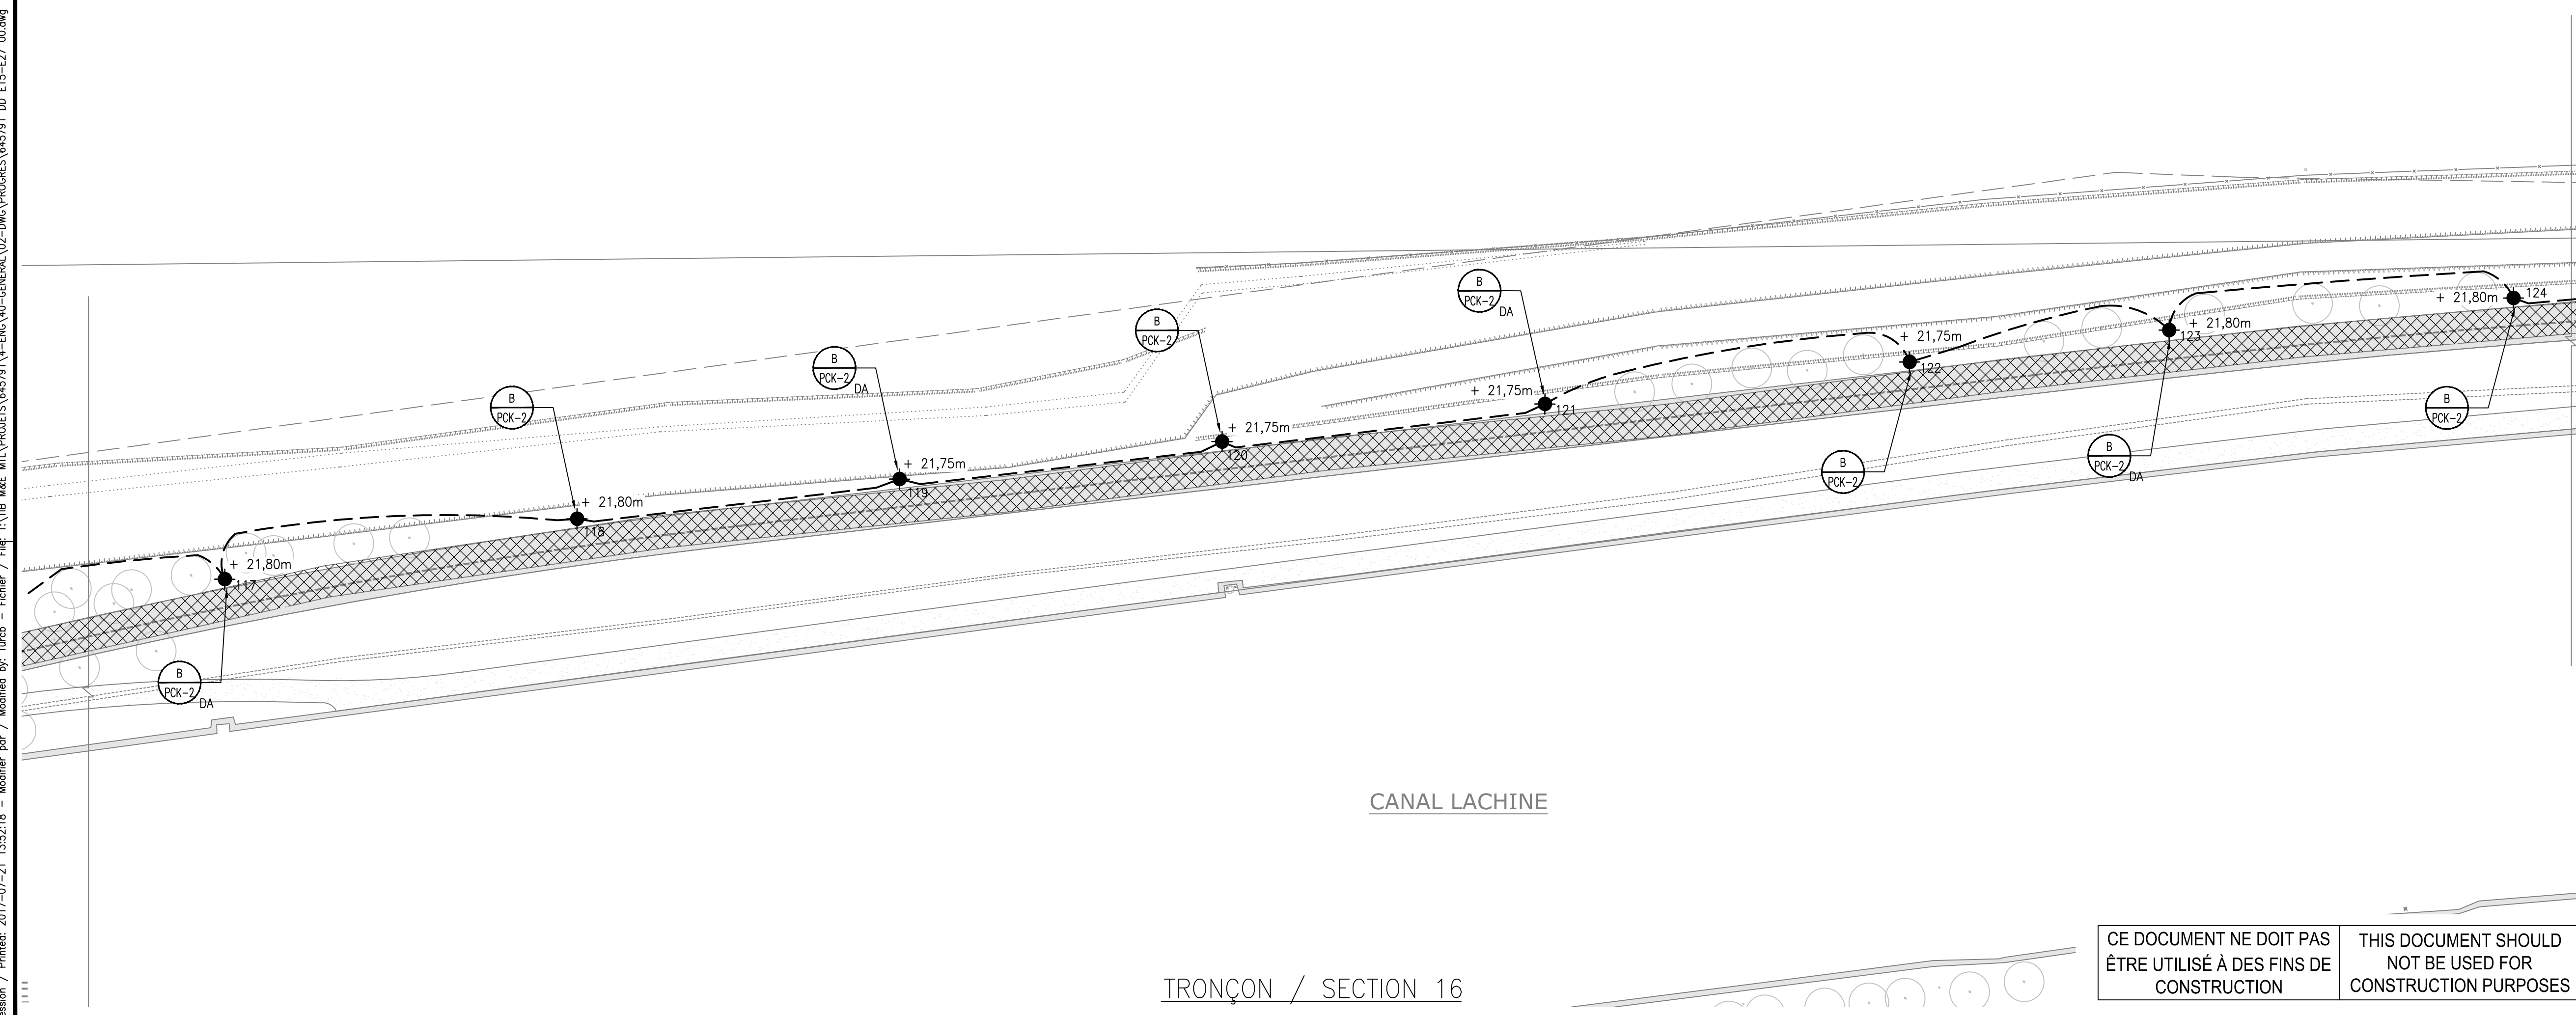 B
PCK-2
+ 21,80m
118
B
PCK-2
DA
+ 21,75m
119
B
PCK-2
+ 21,75m
120
B
PCK-2
DA
+ 21,75m
121
+ 21,75m
122
B
PCK-2
+ 21,80m
123
B
PCK-2
DA
+ 21,80m
124
B
PCK-2
+ 21,80m
117
B
PCK-2
DA
CANAL LACHINE
TRONÇON / SECTION 16
CE DOCUMENT NE DOIT PAS
ÊTRE UTILISÉ À DES FINS DE
CONSTRUCTION
THIS DOCUMENT SHOULD
NOT BE USED FOR
CONSTRUCTION PURPOSES